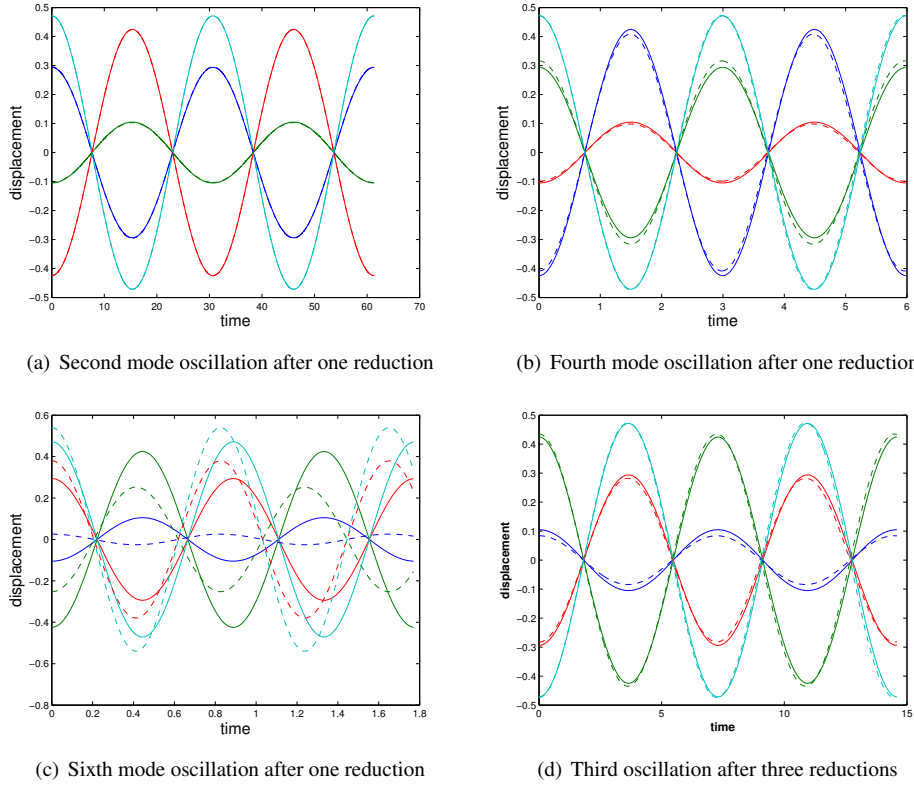 0.5
0.4
0.3
0.2
0.1
0
−0.1
−0.2
−0.3
−0.4
−0.5
displacement
0 10 20 30 40 50 60 70
time
(a) Second mode oscillation after one reduction
0.5
0.4
0.3
0.2
0.1
0
−0.1
−0.2
−0.3
−0.4
−0.5
displacement
0 1 2 3 4 5 6
time
(b) Fourth mode oscillation after one reduction
0.6
0.4
0.2
0
−0.2
−0.4
−0.6
−0.8
displacement
0 0.2 0.4 0.6 0.8 1 1.2 1.4 1.6 1.8
time
(c) Sixth mode oscillation after one reduction
0.5
0.4
0.3
0.2
0.1
0
−0.1
−0.2
−0.3
−0.4
−0.5
displacement
0 5 10 15
time
(d) Third oscillation after three reductions